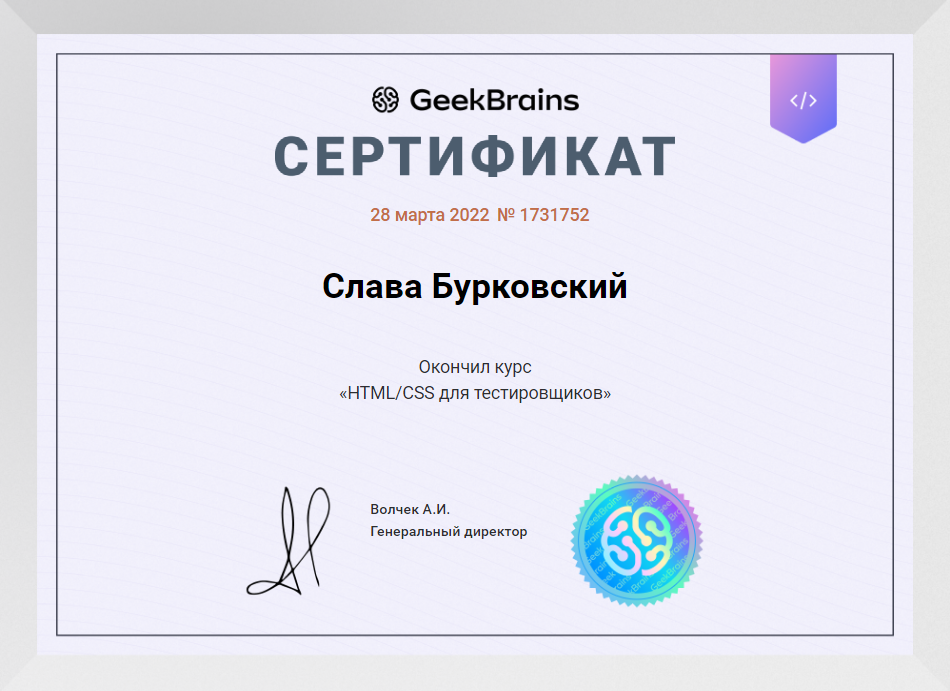 GeekBrains
</>
СЕРТИФИКАТ
28 марта 2022 № 1731752
Слава Бурковский
Окончил курс
«HTML/CSS для тестировщиков»
Волчек А.И.
Генеральный директор
GeekBrains